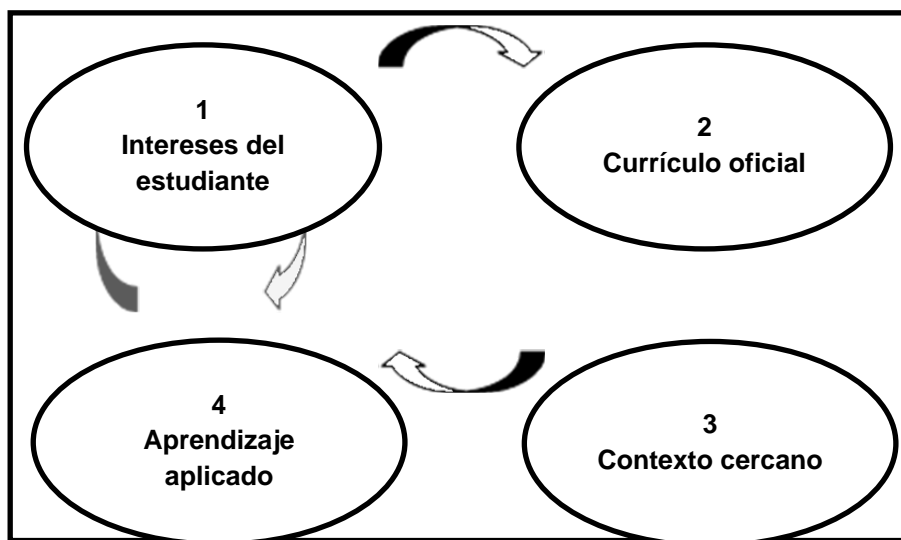 1
Intereses del
estudiante
2
Currículo oficial
3
Contexto cercano
4
Aprendizaje
aplicado